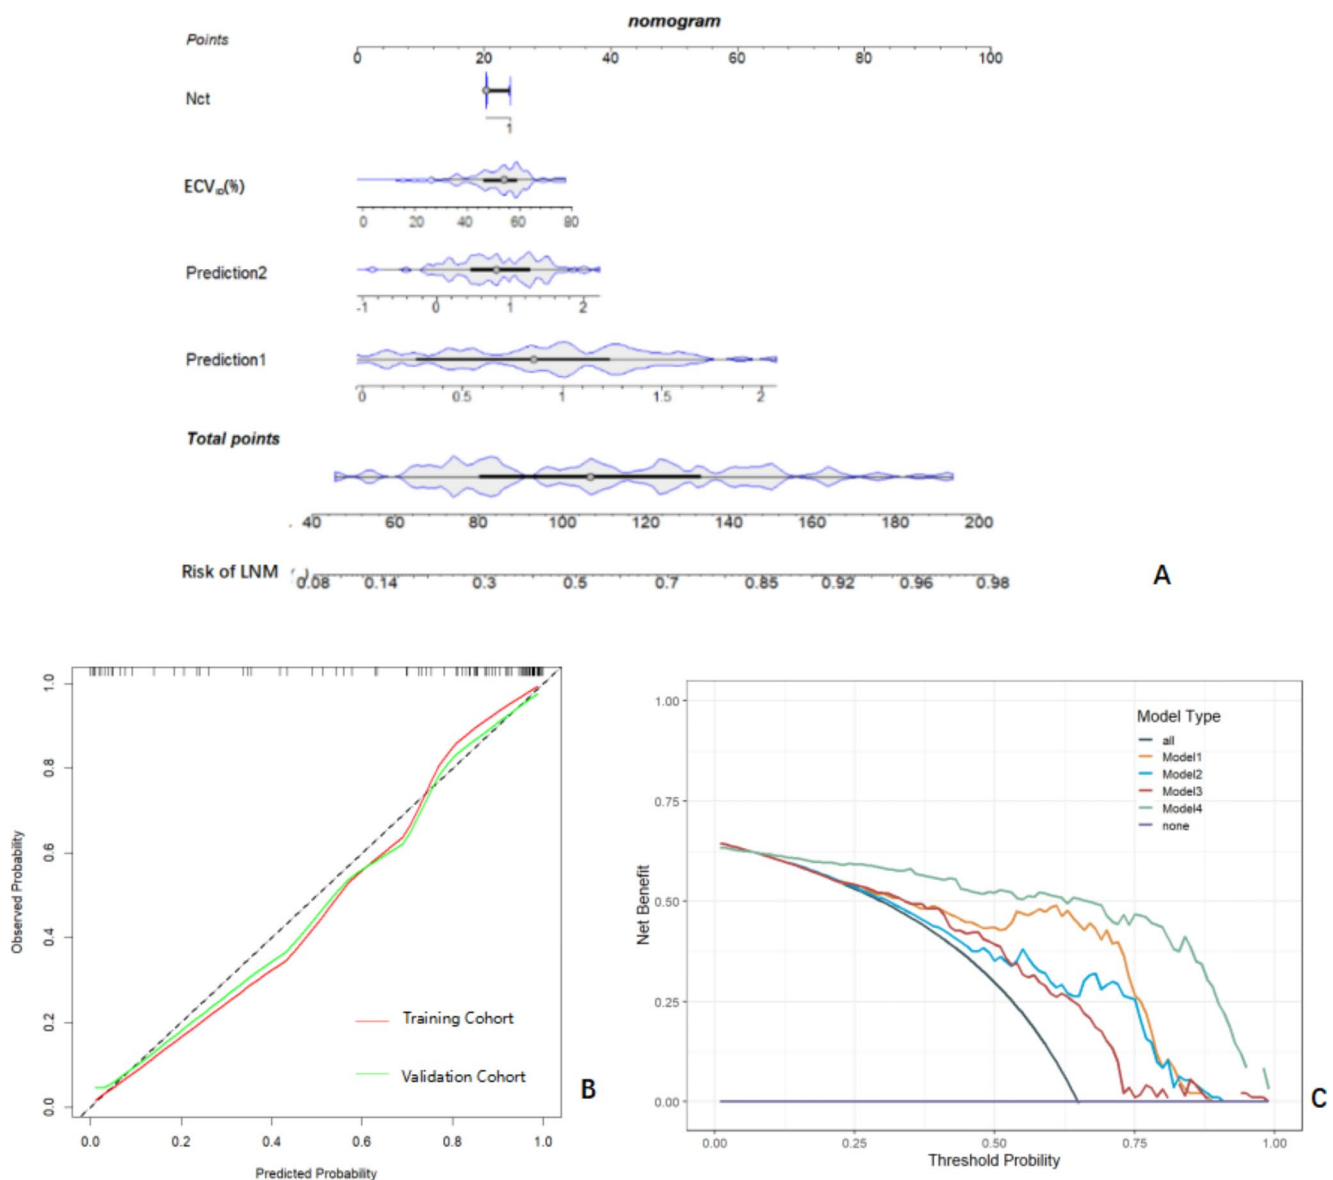 nomogram
Points
0 20 40 60 80 100
Nct
1
ECV ID(%)
0 20 40 60 80
Prediction2
-1 0 1 2
Prediction1
0 0.5 1 1.5 2
Total points
40 60 80 100 120 140 160 180 200
Risk of LNM
0.08 0.14 0.3 0.5 0.7 0.85 0.92 0.96 0.98
A
Observed Probability
1.0
0.8
0.6
0.4
0.2
0.0
Training Cohort
Validation Cohort
0.0 0.2 0.4 0.6 0.8 1.0
Predicted Probability
B
Net Benefit
1.00
0.75
0.50
0.25
0.00
Model Type
all
Model1
Model2
Model3
Model4
none
0.00 0.25 0.50 0.75 1.00
Threshold Probility
C